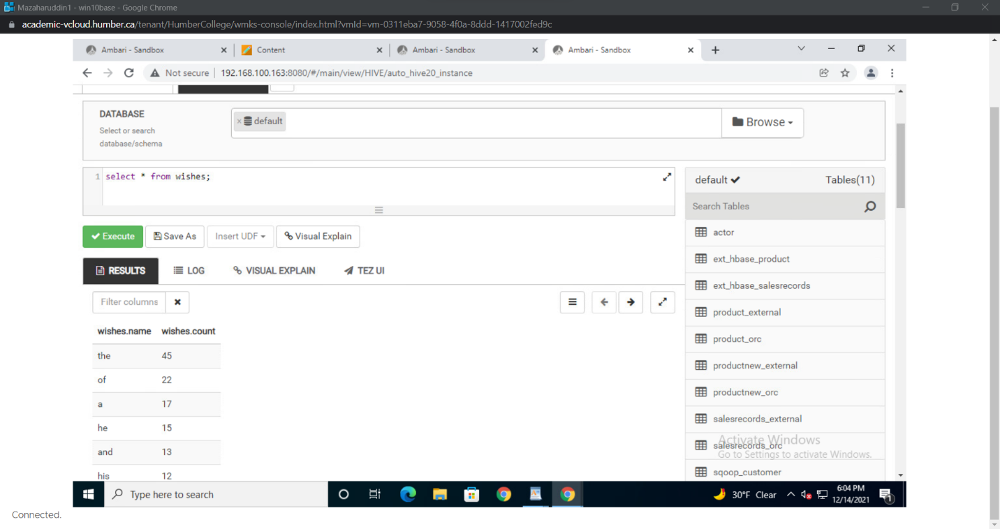 Mazaharuddin1 - win10base - Google Chrome
academic-vcloud.humber.ca/tenant/HumberCollege/wmks-console/index.html?vmId=vm-0311eba7-9058-4f0a-8ddd-1417002fed9c
Ambari - Sandbox Content Ambari - Sandbox Ambari - Sandbox
Not secure 192.168.100.163:8080/#/main/view/HIVE/auto_hive20_instance
DATABASE
Select or search
database/schema
× default
Browse
1 select * from wishes;
default Tables(11)
Search Tables
actor
ext_hbase_product
ext_hbase_salesrecords
product_external
product_orc
productnew_external
productnew_orc
salesrecords_external
salesrecords_orc
sqoop_customer
Execute Save As Insert UDF Visual Explain
RESULTS LOG VISUAL EXPLAIN TEZ UI
Filter columns
wishes.name wishes.count
the 45
of 22
a 17
he 15
and 13
his 12
Activate Windows
Go to Settings to activate Windows.
Type here to search
30°F Clear
6:04 PM
12/14/2021
1
Connected.